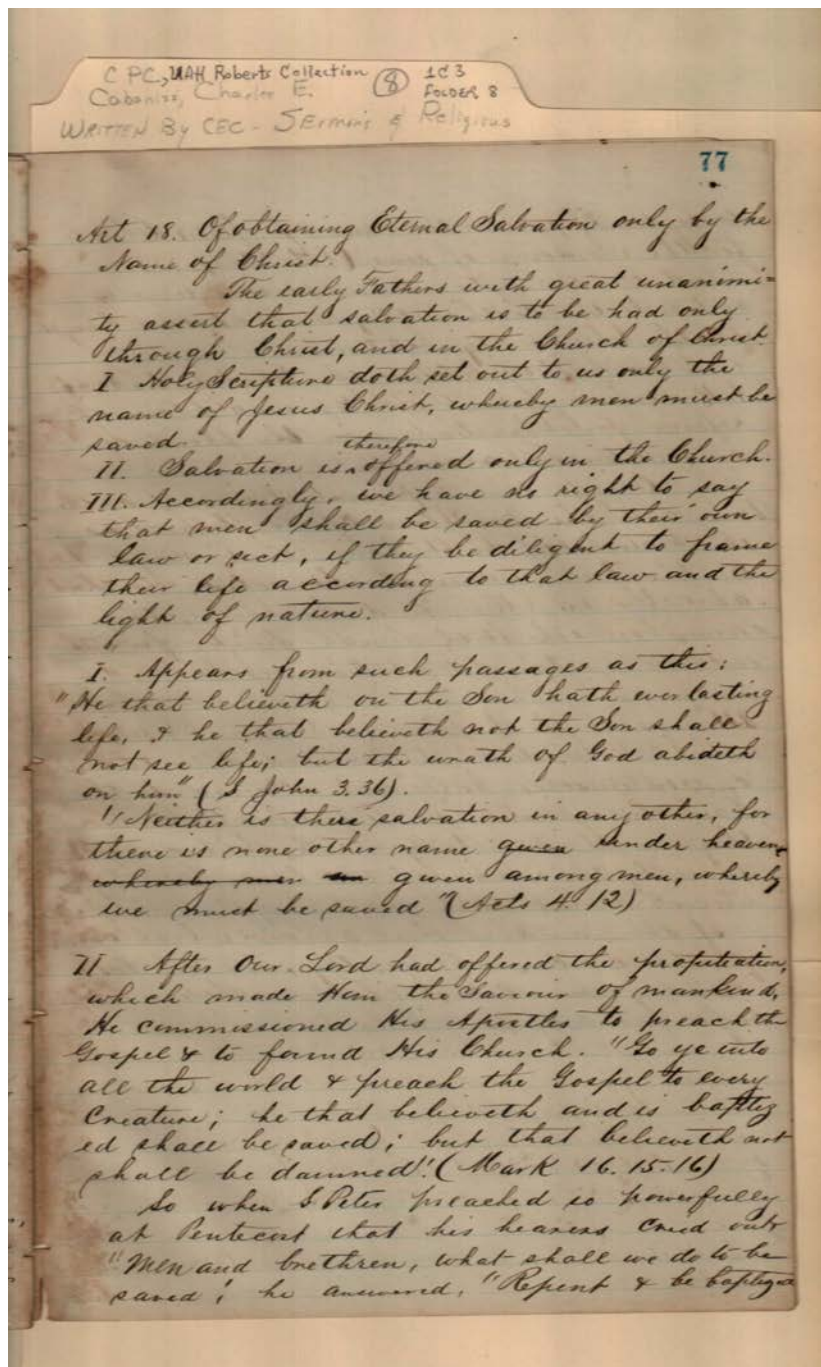 C PC, UAH Roberts Collection (8) 1C3
Cabaniss, Charles E. FOLDER 8
WRITTEN By CEC - SErmons & Religious
77
Art 18. Of obtaining Eternal Salvation only by the
Name of Christ.
The early Fathers with great unanimi=
ty assert that salvation is to be had only
through Christ, and in the Church of Christ.
I Holy Scripture doth set out to us only the
name of Jesus Christ, whereby men must be
saved.
therefore
II. Salvation is ‸ offered only in the Church.
III. Accordingly, we have no right to say
that men shall be saved by their own
law or sect, if they be diligent to frame
their life according to that law and the
light of nature.
I. Appears from such passages as this:
"He that believeth on the Son hath everlasting
life, & he that believeth not the Son shall
not see life; but the wrath of God abideth
on him" (S John 3.36).
"Neither is there salvation in any other, for
there is none other name given under heaven
whereby men given among men, whereby
we must be saved" (Acts 4. 12)
II After Our Lord had offered the propitiation,
which made Him the Saviour of mankind,
He commissioned His Apostles to preach the
Gospel & to found His Church. "Go ye into
all the world & preach the Gospel to every
Creature; he that believeth and is baptiz
ed shall be saved; but that believeth not
shall be damned". (Mark 16. 15.16)
So when S Peter preached so powerfully
at Pentecost that his hearers cried out
"Men and brethren, what shall we do to be
saved", he answered, "Repent & be baptized